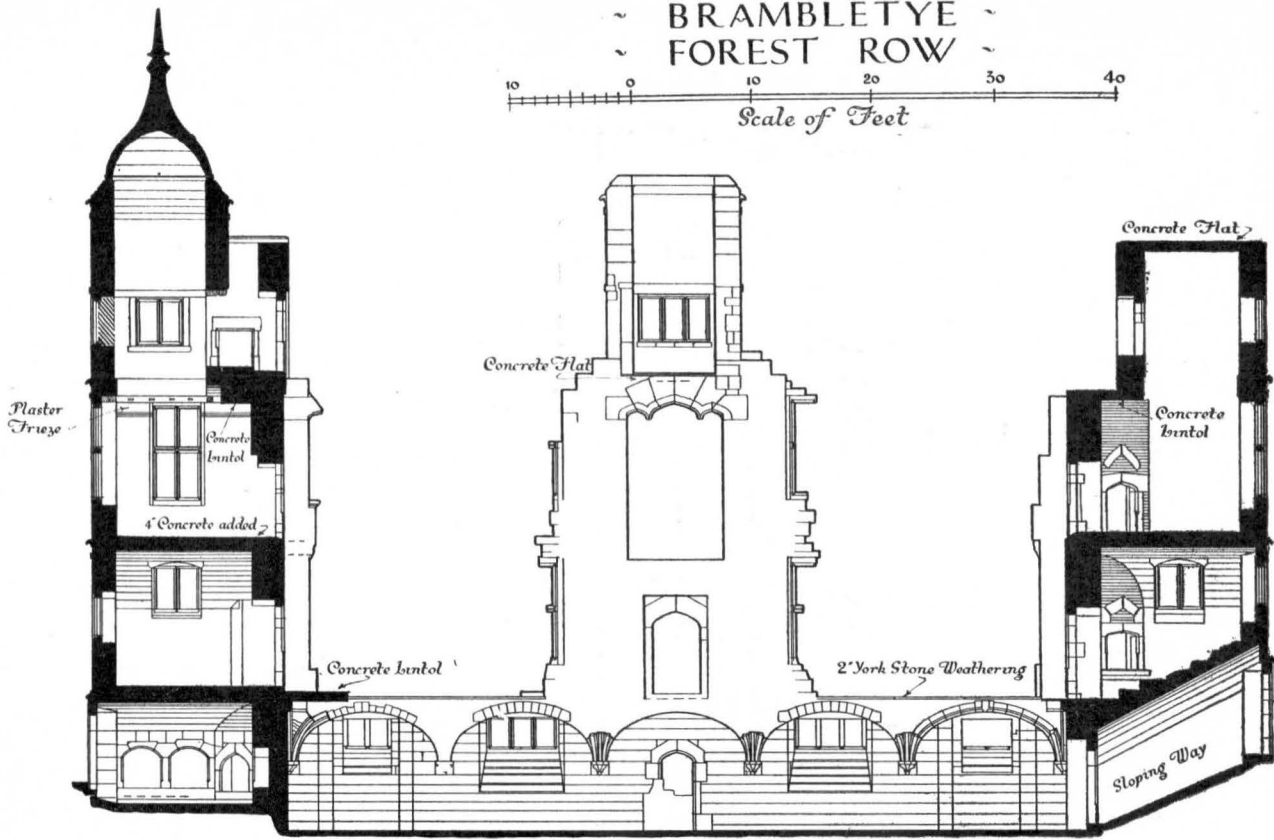 ~ BRAMBLETYE ~
~ FOREST ROW ~
10 0 10 20 30 40
Scale of Feet
Concrete Flat
Concrete Flat
Plaster
Frieze
Concrete
Lintol
Concrete
Lintol
4" Concrete added
Concrete Lintol
2" York Stone Weathering
Sloping Way